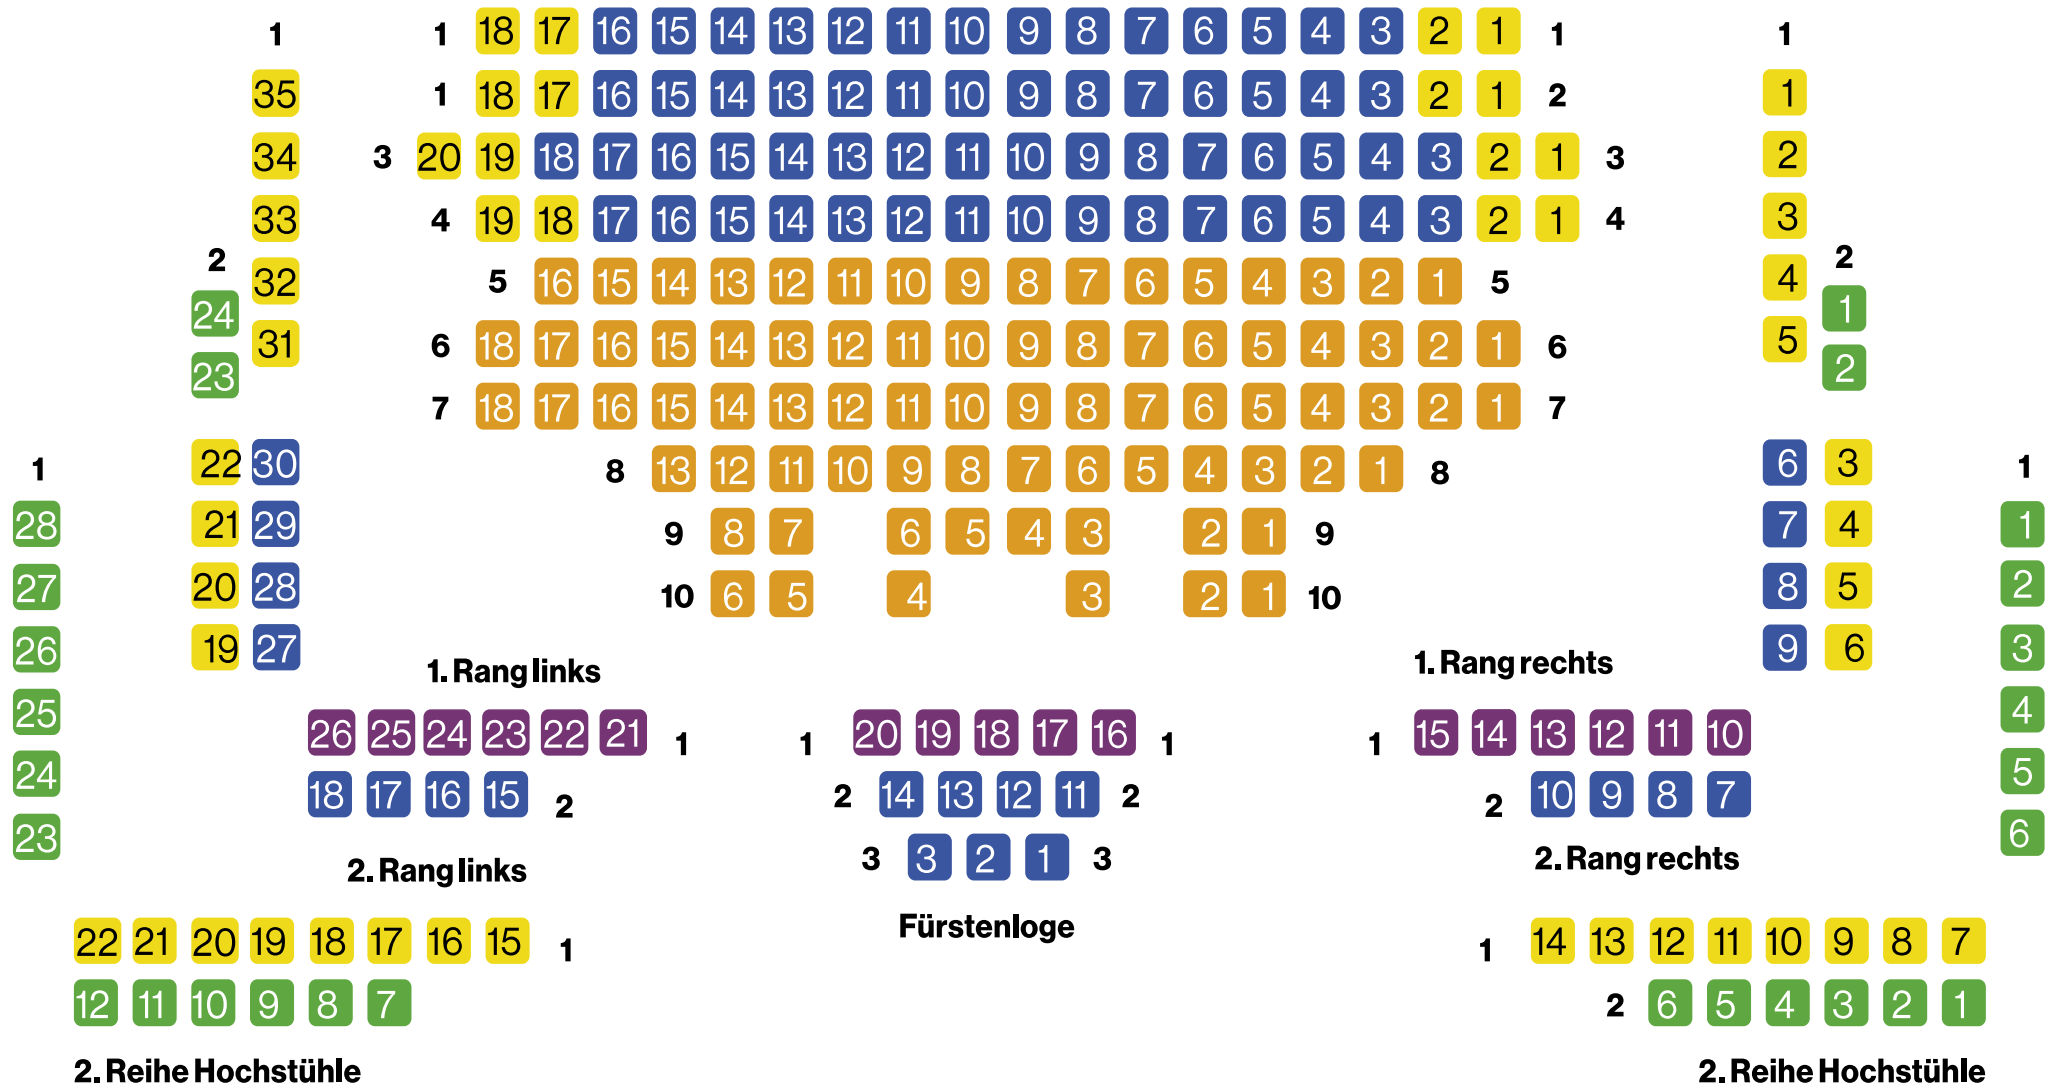 1 1 18 17 16 15 14 13 12 11 10 9 8 7 6 5 4 3 2 1 1 1
35 1 18 17 16 15 14 13 12 11 10 9 8 7 6 5 4 3 2 1 2 1
34 3 20 19 18 17 16 15 14 13 12 11 10 9 8 7 6 5 4 3 2 1 3 2
33 4 19 18 17 16 15 14 13 12 11 10 9 8 7 6 5 4 3 2 1 4 3
2 32 5 16 15 14 13 12 11 10 9 8 7 6 5 4 3 2 1 5 4 2
24 1
31 6 18 17 16 15 14 13 12 11 10 9 8 7 6 5 4 3 2 1 6 5
23 2
7 18 17 16 15 14 13 12 11 10 9 8 7 6 5 4 3 2 1 7
1 22 30 8 13 12 11 10 9 8 7 6 5 4 3 2 1 8 6 3 1
28 21 29 9 8 7 6 5 4 3 2 1 9 7 4 1
27 20 28 10 6 5 4 3 2 1 10 8 5 2
26 19 27 9 6 3
1. Rang links 1. Rang rechts
25 26 25 24 23 22 21 1 1 20 19 18 17 16 1 1 15 14 13 12 11 10 4
24 18 17 16 15 2 2 14 13 12 11 2 2 10 9 8 7 5
23 3 3 2 1 3 6
2. Rang links 2. Rang rechts
Fürstenloge
22 21 20 19 18 17 16 15 1 1 14 13 12 11 10 9 8 7
12 11 10 9 8 7 2 6 5 4 3 2 1
2. Reihe Hochstühle 2. Reihe Hochstühle